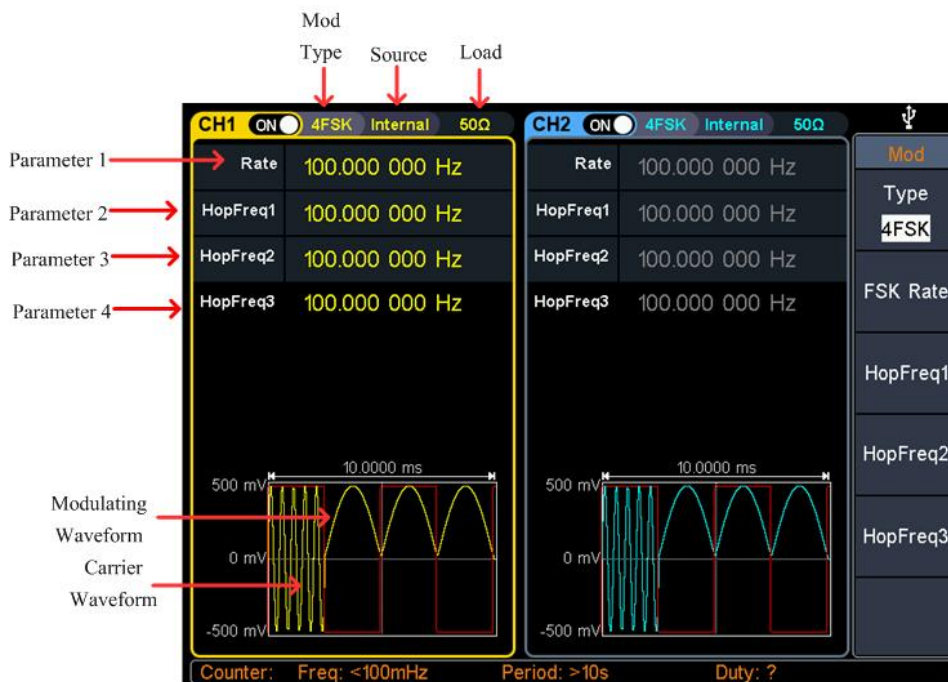 Mod
Type Source Load
CH1 ON 4FSK Internal 50Ω
CH2 ON 4FSK Internal 50Ω
Mod
Parameter 1
Rate 100.000 000 Hz
Rate 100.000 000 Hz
Type
4FSK
Parameter 2
HopFreq1 100.000 000 Hz
HopFreq1 100.000 000 Hz
Parameter 3
HopFreq2 100.000 000 Hz
HopFreq2 100.000 000 Hz
FSK Rate
Parameter 4
HopFreq3 100.000 000 Hz
HopFreq3 100.000 000 Hz
HopFreq1
HopFreq2
HopFreq3
10.0000 ms
10.0000 ms
500 mV
500 mV
Modulating
Waveform
0 mV
0 mV
Carrier
Waveform
-500 mV
-500 mV
Counter: Freq: <100mHz Period: >10s Duty: ?